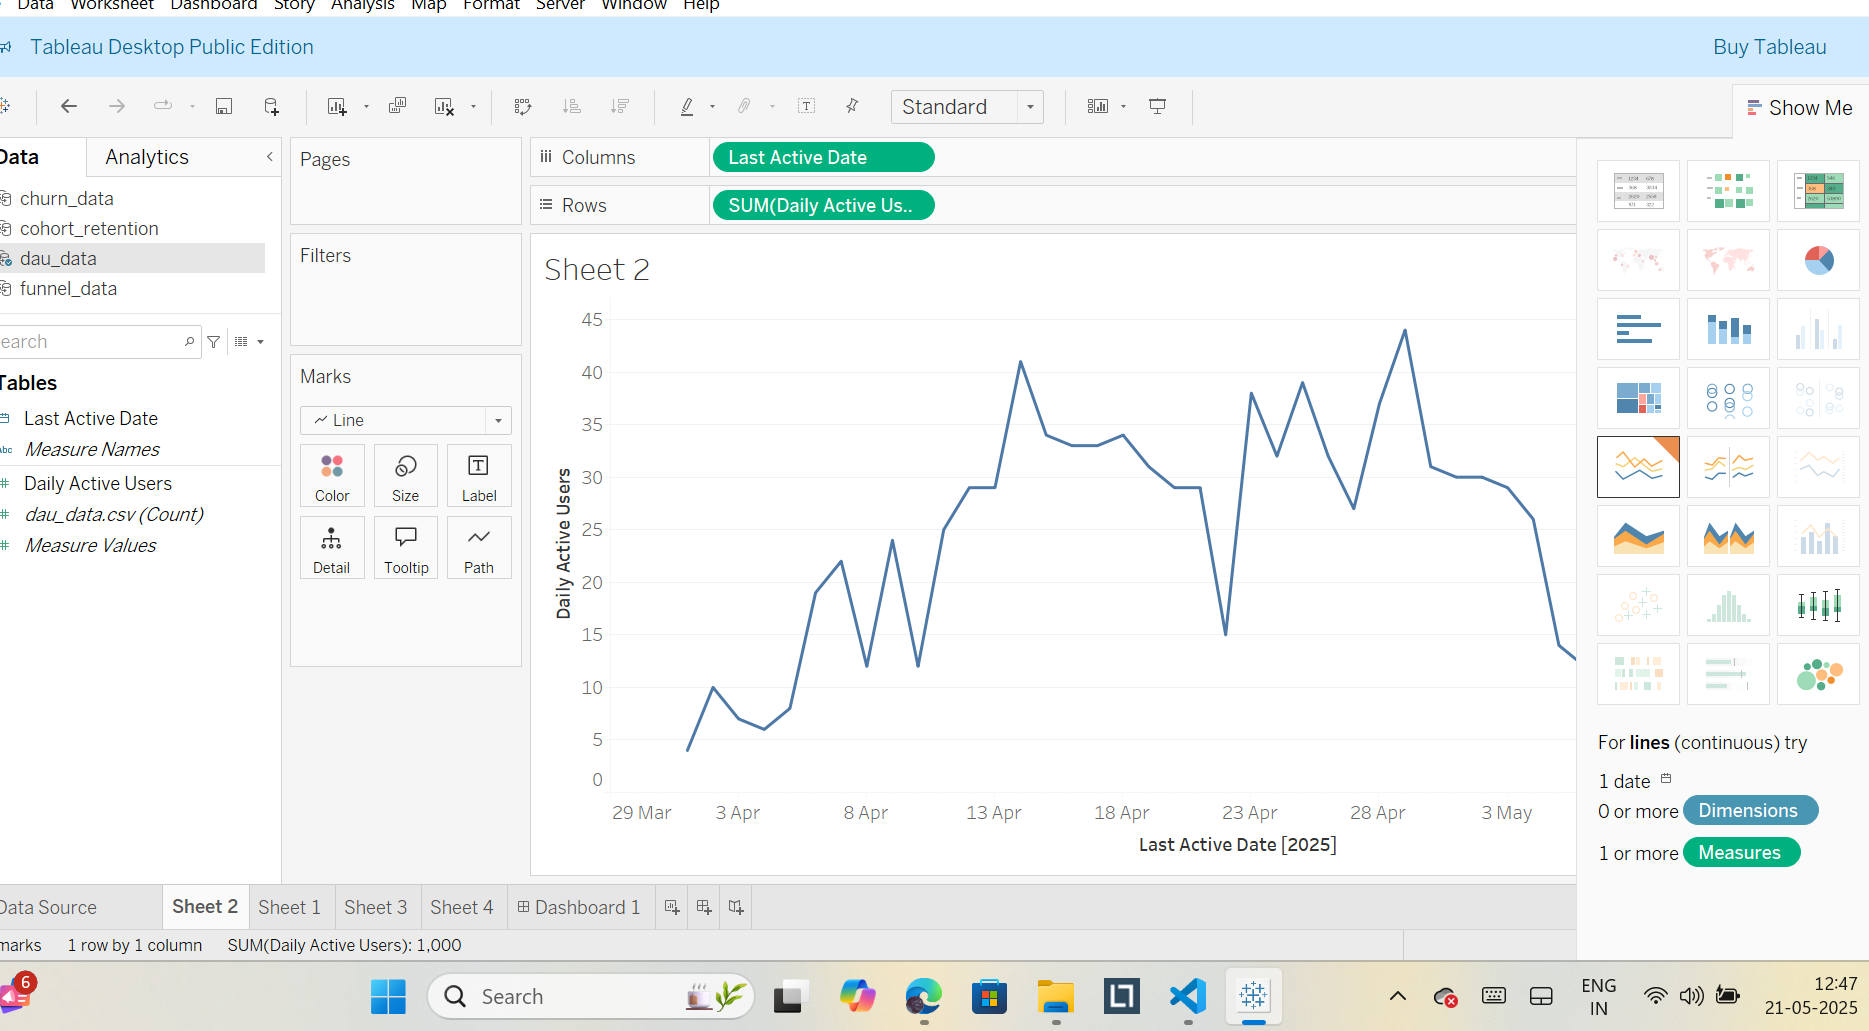 Data Worksheet Dashboard Story Analysis Map Format Server Window Help
Tableau Desktop Public Edition
Buy Tableau
Standard
Show Me
Data
Analytics
churn_data
cohort_retention
dau_data
funnel_data
earch
Tables
Last Active Date
Abc Measure Names
Daily Active Users
dau_data.csv (Count)
Measure Values
Pages
Filters
Marks
Line
Color
Size
Label
Detail
Tooltip
Path
Columns
Last Active Date
Rows
SUM(Daily Active Us..
Sheet 2
45
40
35
30
25
20
15
10
5
0
Daily Active Users
29 Mar
3 Apr
8 Apr
13 Apr
18 Apr
23 Apr
28 Apr
3 May
Last Active Date [2025]
For lines (continuous) try
1 date
0 or more Dimensions
1 or more Measures
Data Source
Sheet 2
Sheet 1
Sheet 3
Sheet 4
Dashboard 1
marks
1 row by 1 column
SUM(Daily Active Users): 1,000
6
Search
ENG
IN
12:47
21-05-2025